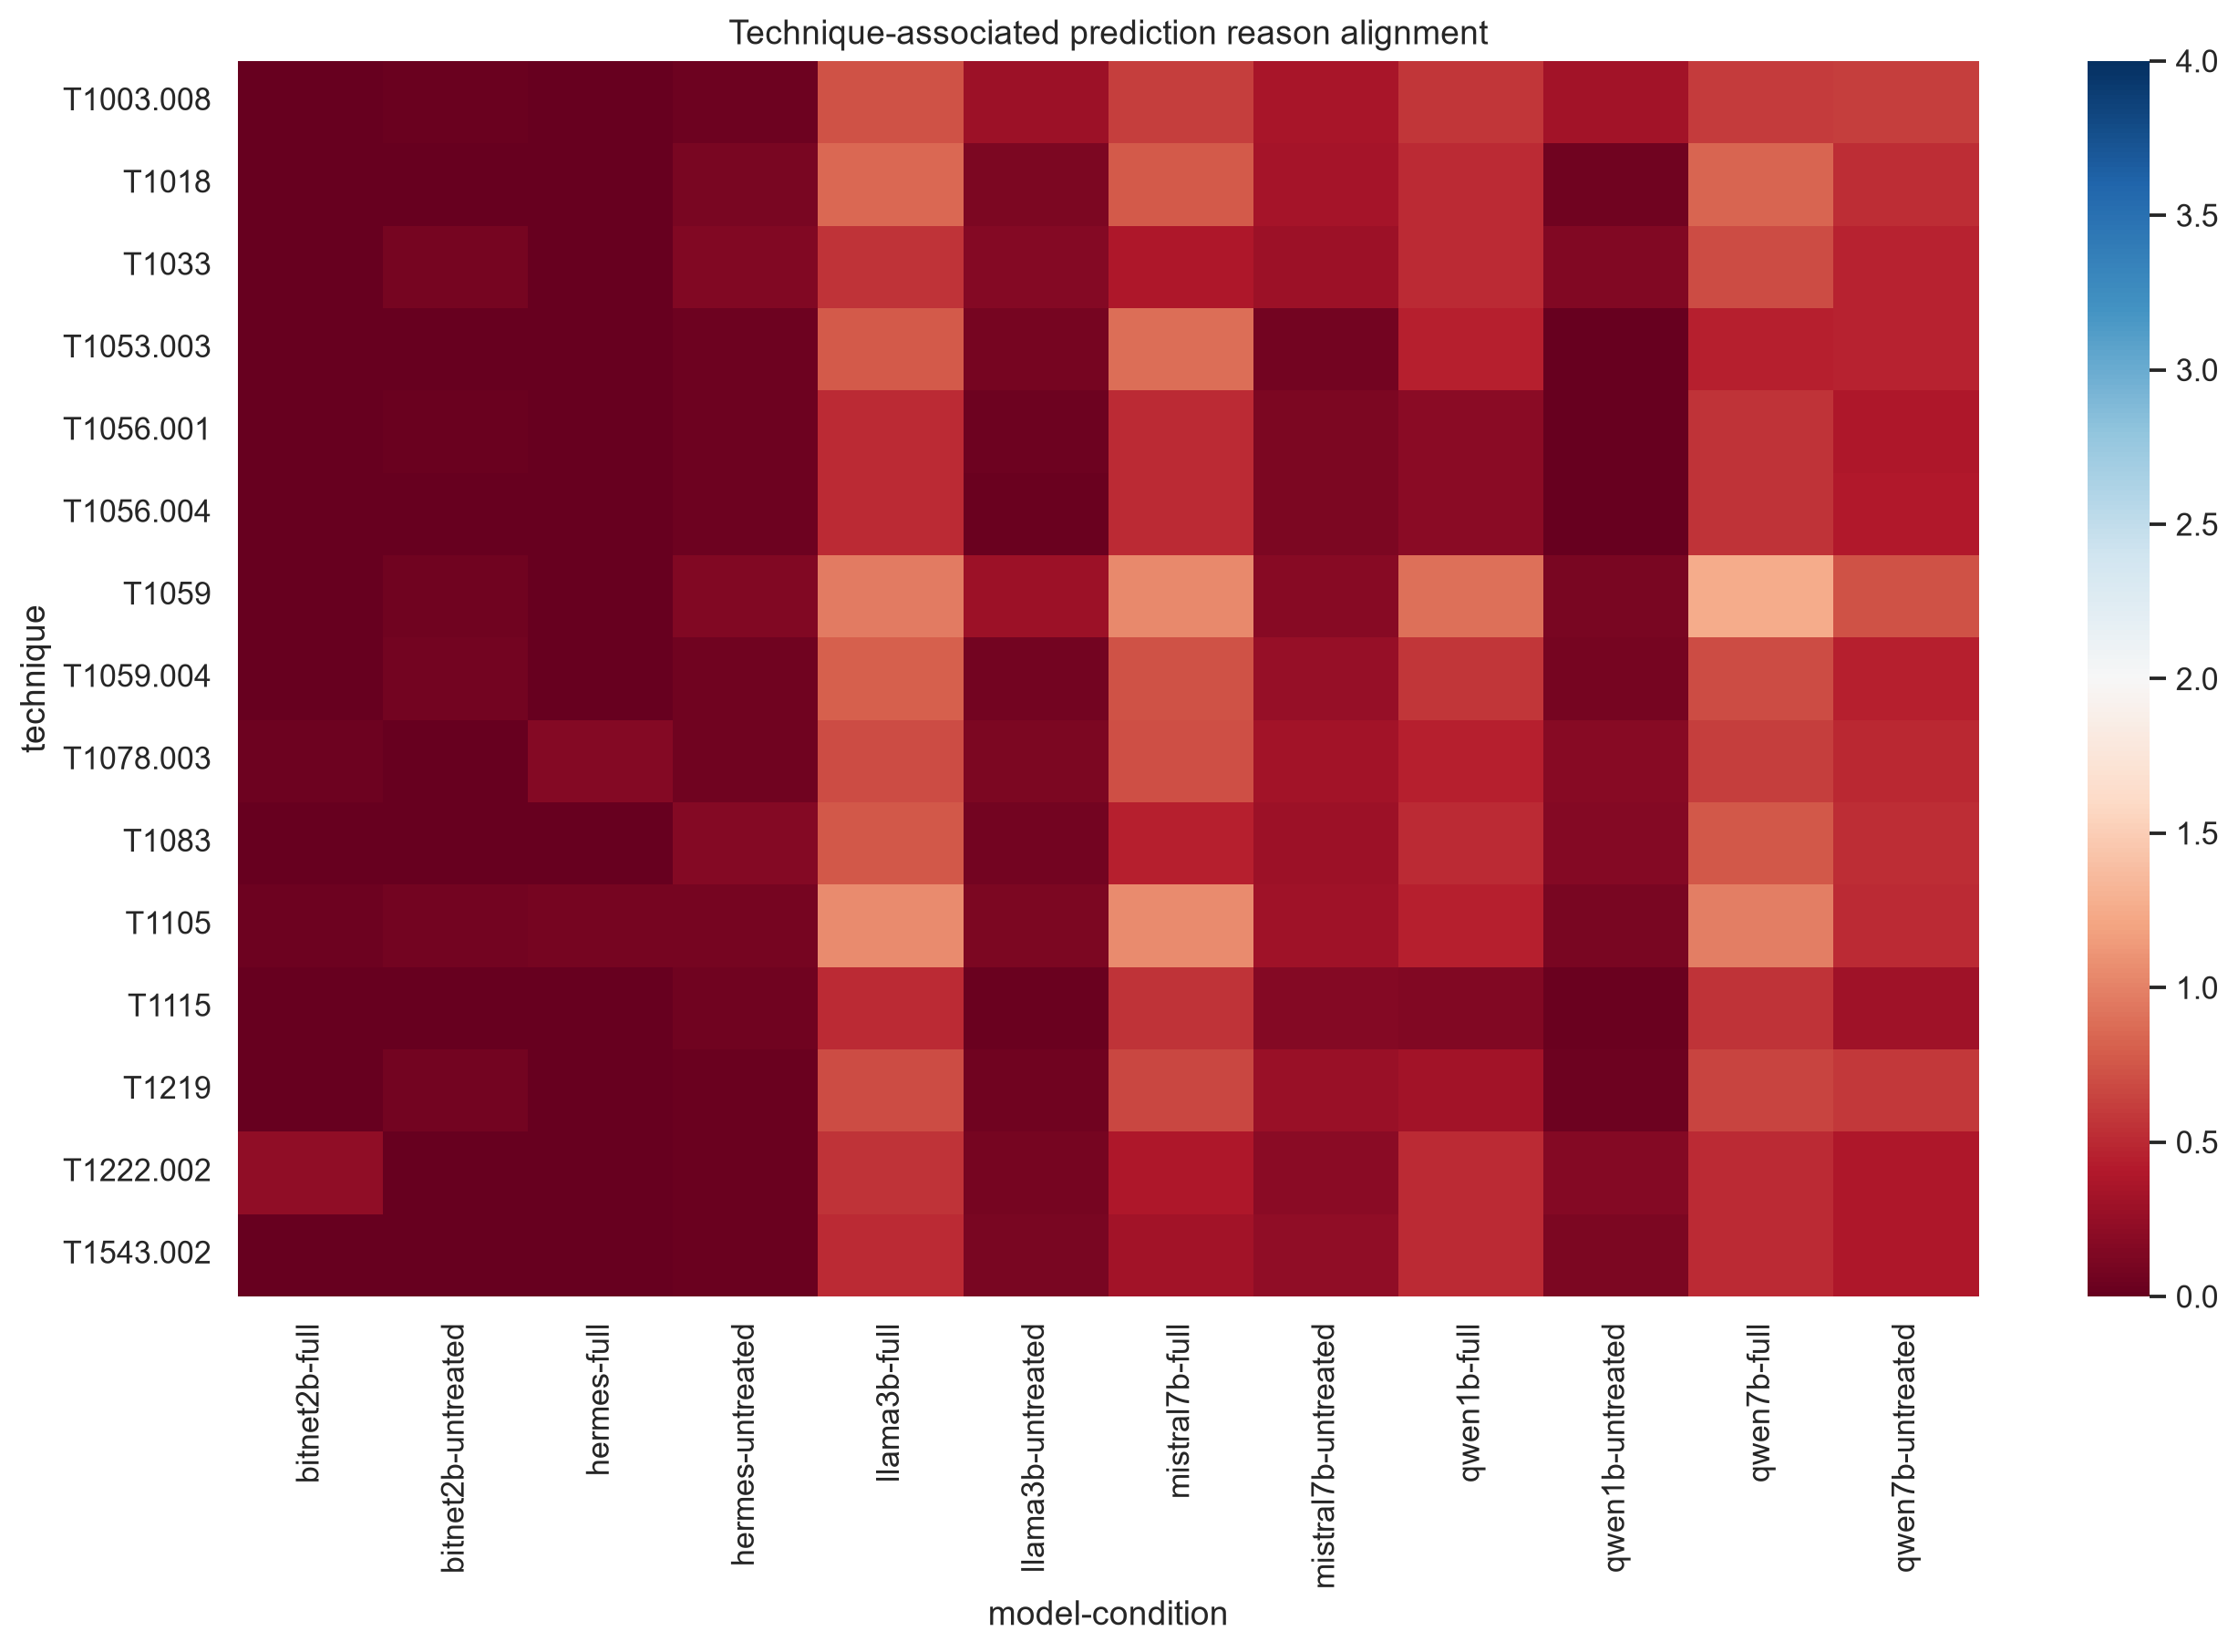 Technique-associated prediction reason alignment
technique
T1003.008
T1018
T1033
T1053.003
T1056.001
T1056.004
T1059
T1059.004
T1078.003
T1083
T1105
T1115
T1219
T1222.002
T1543.002
bitnet2b-full
bitnet2b-untreated
hermes-full
hermes-untreated
llama3b-full
llama3b-untreated
mistral7b-full
mistral7b-untreated
qwen1b-full
qwen1b-untreated
qwen7b-full
qwen7b-untreated
model-condition
4.0
3.5
3.0
2.5
2.0
1.5
1.0
0.5
0.0